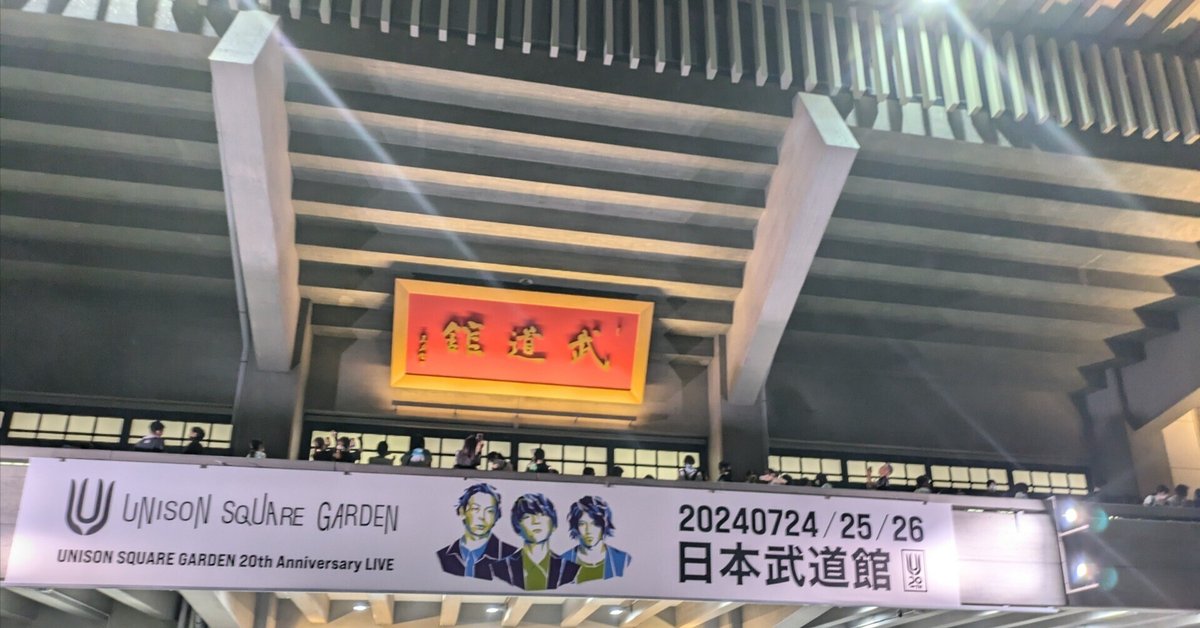 館道武
UNISON SQUARE GARDEN
UNISON SQUARE GARDEN 20th Anniversary LIVE
20240724/25/26
日本武道館
U
20